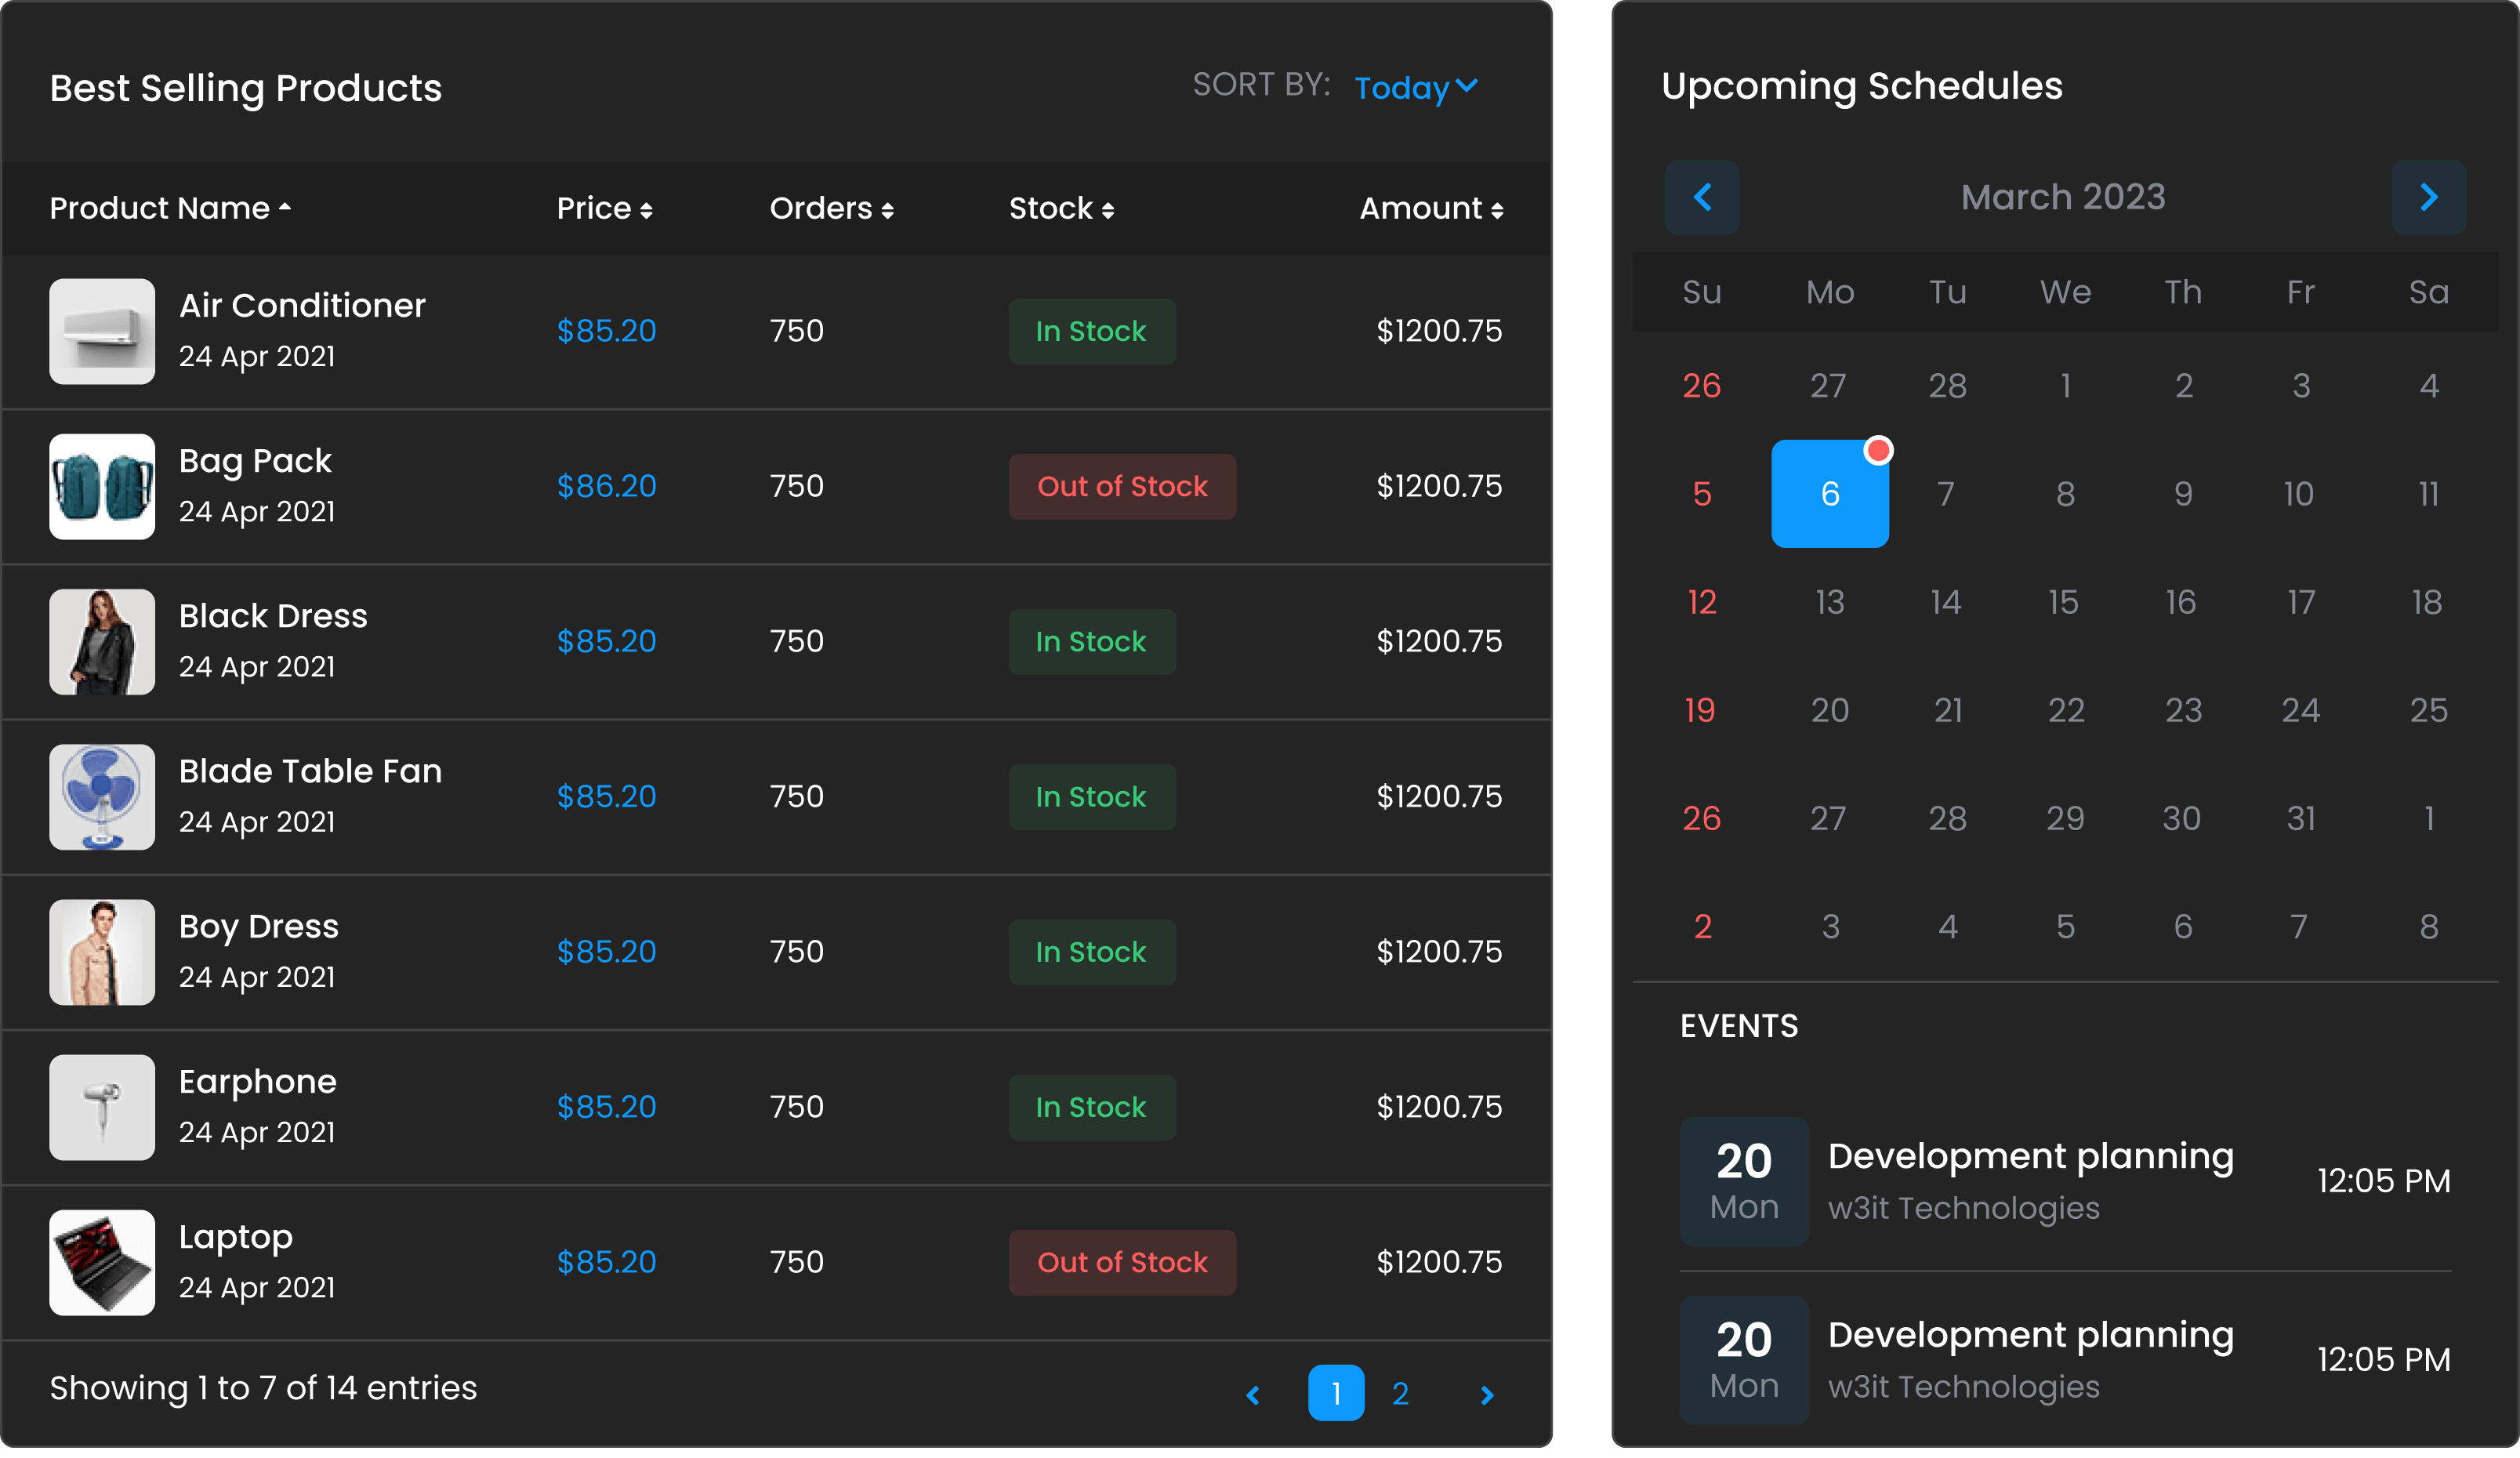 Best Selling Products
SORT BY: Today
Product Name Price Orders Stock Amount
Air Conditioner
24 Apr 2021
$85.20 750 In Stock $1200.75
Bag Pack
24 Apr 2021
$86.20 750 Out of Stock $1200.75
Black Dress
24 Apr 2021
$85.20 750 In Stock $1200.75
Blade Table Fan
24 Apr 2021
$85.20 750 In Stock $1200.75
Boy Dress
24 Apr 2021
$85.20 750 In Stock $1200.75
Earphone
24 Apr 2021
$85.20 750 In Stock $1200.75
Laptop
24 Apr 2021
$85.20 750 Out of Stock $1200.75
Showing 1 to 7 of 14 entries
1 2
Upcoming Schedules
March 2023
Su Mo Tu We Th Fr Sa
26 27 28 1 2 3 4
5 6 7 8 9 10 11
12 13 14 15 16 17 18
19 20 21 22 23 24 25
26 27 28 29 30 31 1
2 3 4 5 6 7 8
EVENTS
20
Mon
Development planning
w3it Technologies
12:05 PM
20
Mon
Development planning
w3it Technologies
12:05 PM